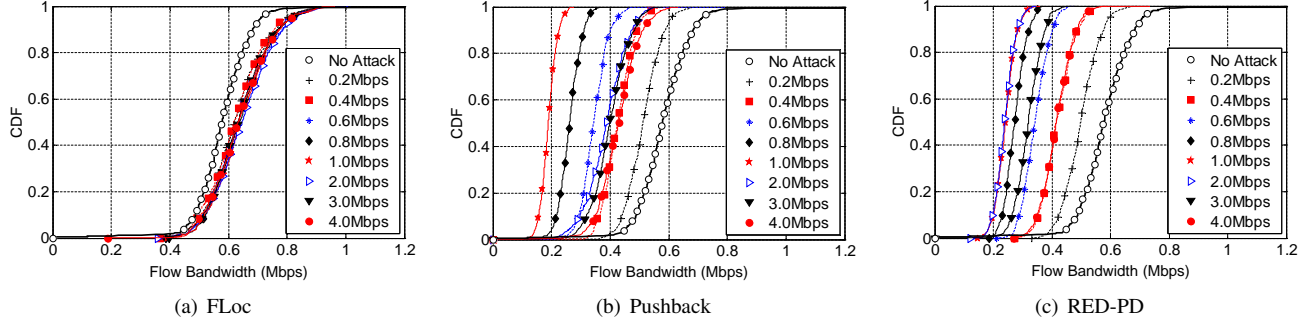 1
0.8
0.6
0.4
0.2
0
CDF
0
0.2
0.4
0.6
0.8
1
1.2
Flow Bandwidth (Mbps)
No Attack
0.2Mbps
0.4Mbps
0.6Mbps
0.8Mbps
1.0Mbps
2.0Mbps
3.0Mbps
4.0Mbps
(a) FLoc
1
0.8
0.6
0.4
0.2
0
CDF
0
0.2
0.4
0.6
0.8
1
1.2
Flow Bandwidth (Mbps)
No Attack
0.2Mbps
0.4Mbps
0.6Mbps
0.8Mbps
1.0Mbps
2.0Mbps
3.0Mbps
4.0Mbps
(b) Pushback
1
0.8
0.6
0.4
0.2
0
CDF
0
0.2
0.4
0.6
0.8
1
1.2
Flow Bandwidth (Mbps)
No Attack
0.2Mbps
0.4Mbps
0.6Mbps
0.8Mbps
1.0Mbps
2.0Mbps
3.0Mbps
4.0Mbps
(c) RED-PD